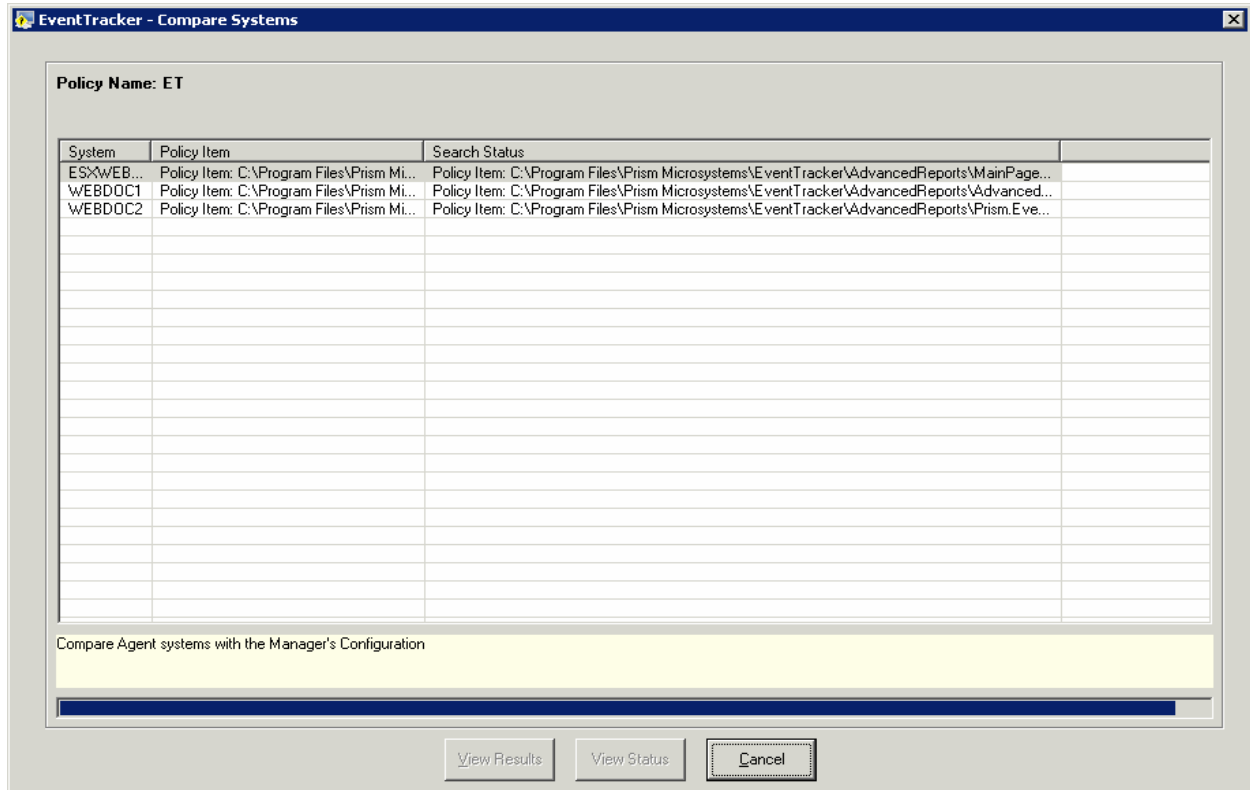 EventTracker - Compare Systems
Policy Name: ET
System Policy Item Search Status
ESXWEB... Policy Item: C:\Program Files\Prism Mi... Policy Item: C:\Program Files\Prism Microsystems\EventTracker\AdvancedReports\MainPage...
WEBDOC1 Policy Item: C:\Program Files\Prism Mi... Policy Item: C:\Program Files\Prism Microsystems\EventTracker\AdvancedReports\Advanced...
WEBDOC2 Policy Item: C:\Program Files\Prism Mi... Policy Item: C:\Program Files\Prism Microsystems\EventTracker\AdvancedReports\Prism.Eve...
Compare Agent systems with the Manager's Configuration
View Results View Status Cancel